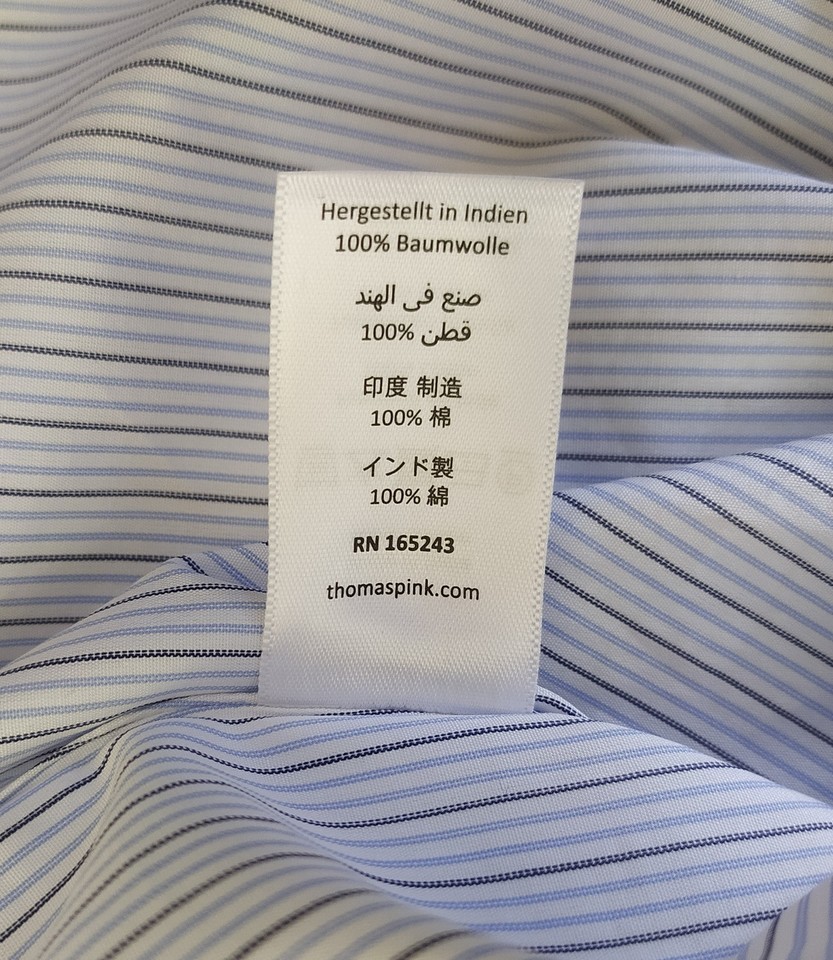 Hergestellt in Indien
100% Baumwolle
صنع فى الهند
100% قطن
印度 制造
100% 棉
インド製
100% 綿
RN 165243
thomaspink.com